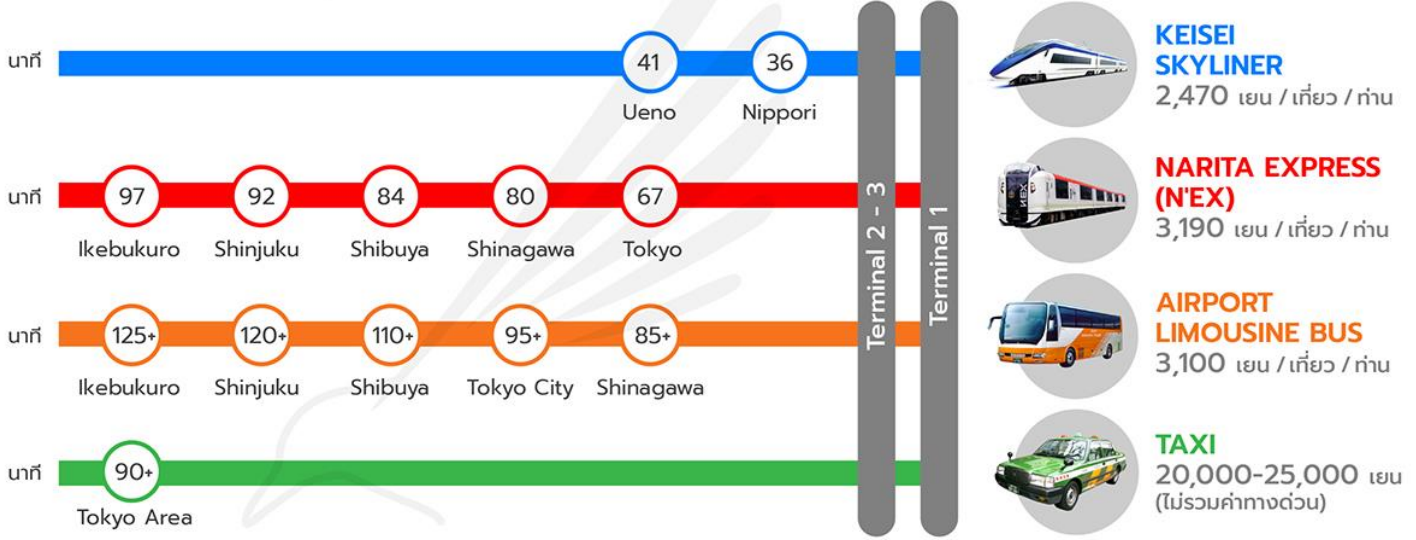 นาที
41
36
Ueno
Nippori
KEISEI
SKYLINER
2,470 เยน / เที่ยว / ท่าน
นาที
97
92
84
80
67
Ikebukuro
Shinjuku
Shibuya
Shinagawa
Tokyo
NARITA EXPRESS
(N'EX)
3,190 เยน / เที่ยว / ท่าน
Terminal 2 - 3
Terminal 1
นาที
125+
120+
110+
95+
85+
Ikebukuro
Shinjuku
Shibuya
Tokyo City
Shinagawa
AIRPORT
LIMOUSINE BUS
3,100 เยน / เที่ยว / ท่าน
นาที
90+
Tokyo Area
TAXI
20,000-25,000 เยน
(ไม่รวมค่าทางด่วน)
NEX